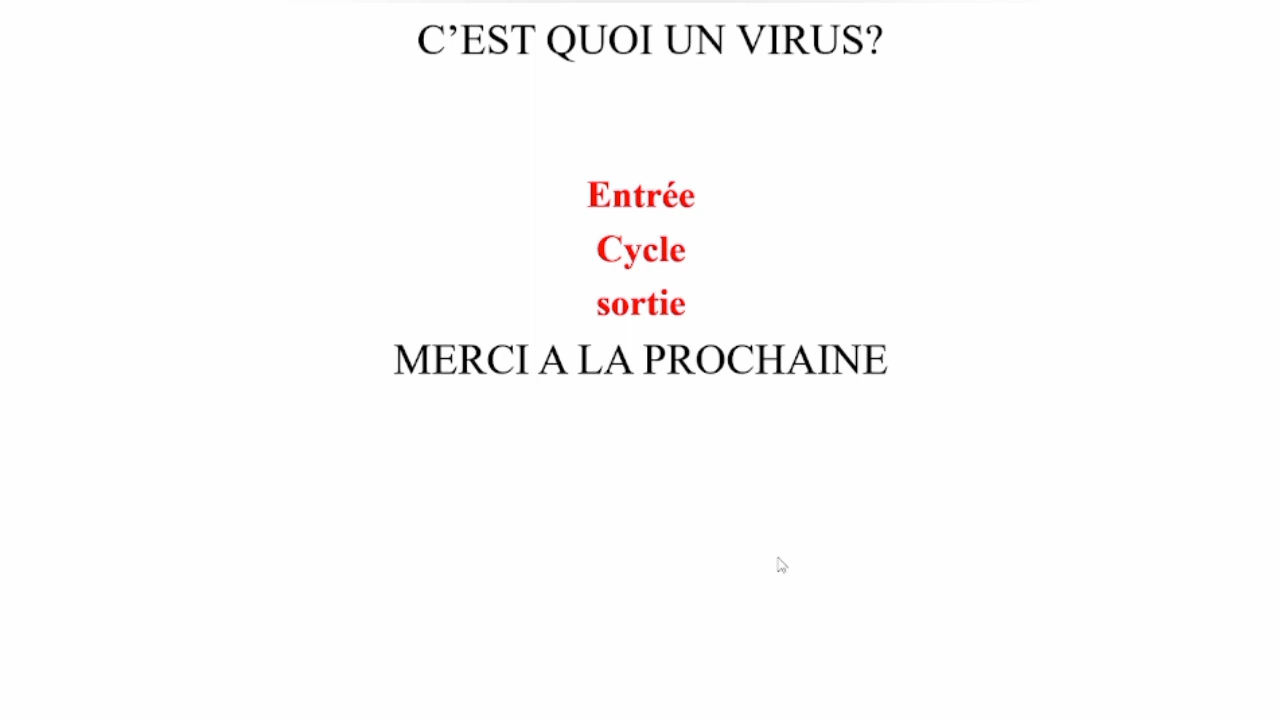 C’EST QUOI UN VIRUS?
Entrée
Cycle
sortie
MERCI A LA PROCHAINE